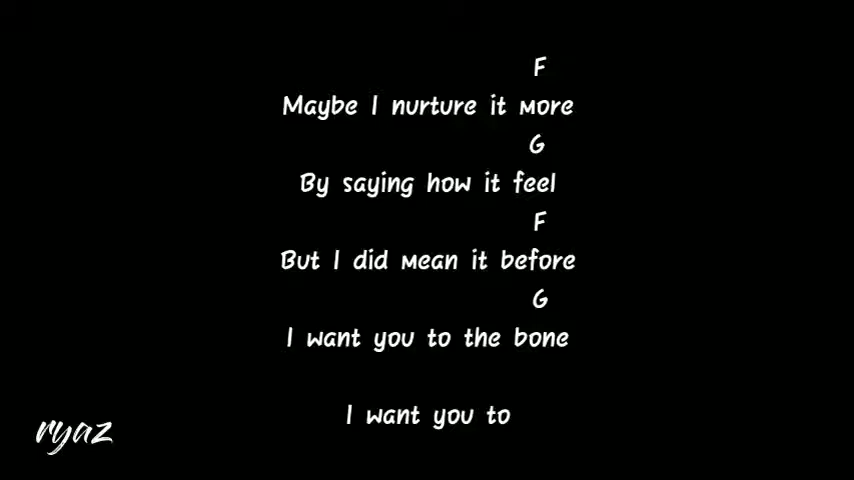 F
Maybe I nurture it more
G
By saying how it feel
F
But I did mean it before
G
I want you to the bone
I want you to
ryaz